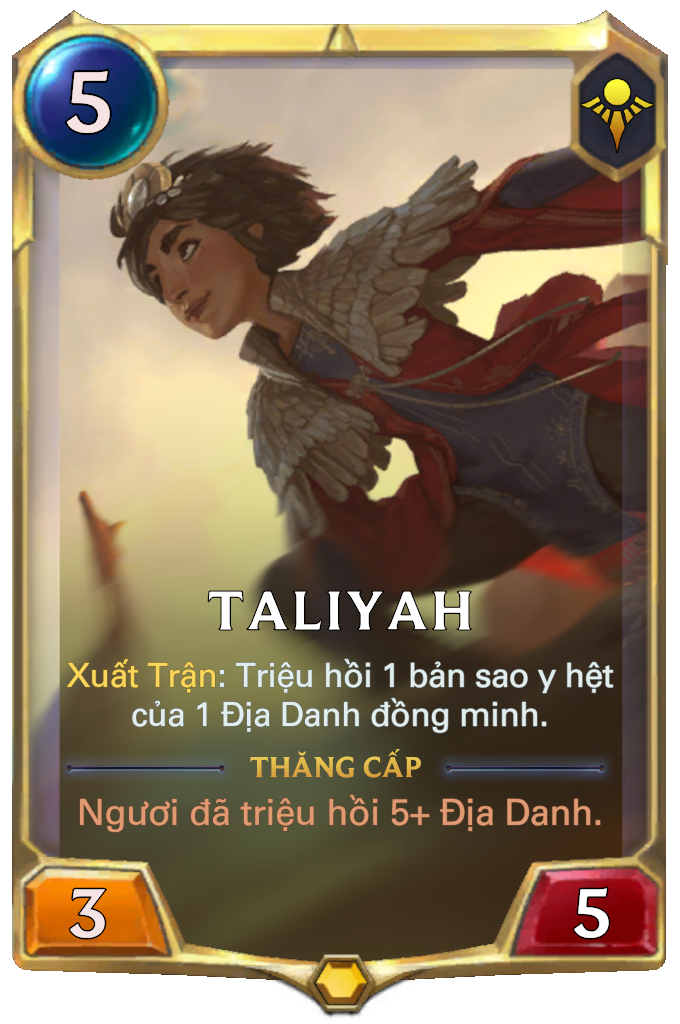 5
TALIYAH
Xuất Trận: Triệu hồi 1 bản sao y hệt
của 1 Địa Danh đồng minh.
THĂNG CẤP
Ngươi đã triệu hồi 5+ Địa Danh.
3
5